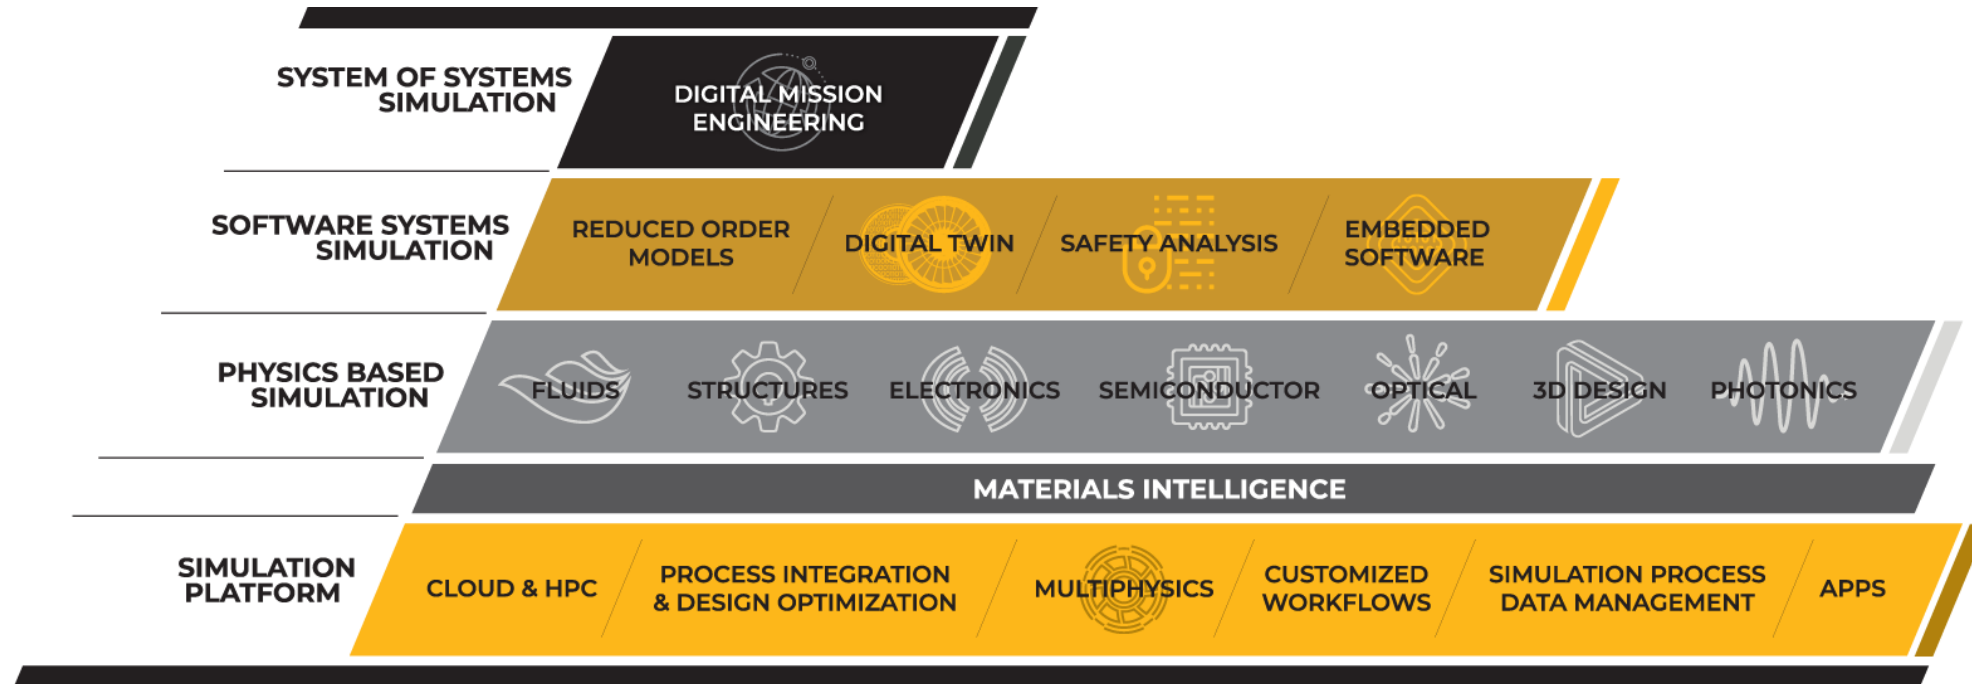 SYSTEM OF SYSTEMS
SIMULATION
DIGITAL MISSION
ENGINEERING
SOFTWARE SYSTEMS
SIMULATION
REDUCED ORDER
MODELS
DIGITAL TWIN
SAFETY ANALYSIS
EMBEDDED
SOFTWARE
PHYSICS BASED
SIMULATION
FLUIDS
STRUCTURES
ELECTRONICS
SEMICONDUCTOR
OPTICAL
3D DESIGN
PHOTONICS
MATERIALS INTELLIGENCE
SIMULATION
PLATFORM
CLOUD & HPC
PROCESS INTEGRATION
& DESIGN OPTIMIZATION
MULTIPHYSICS
CUSTOMIZED
WORKFLOWS
SIMULATION PROCESS
DATA MANAGEMENT
APPS